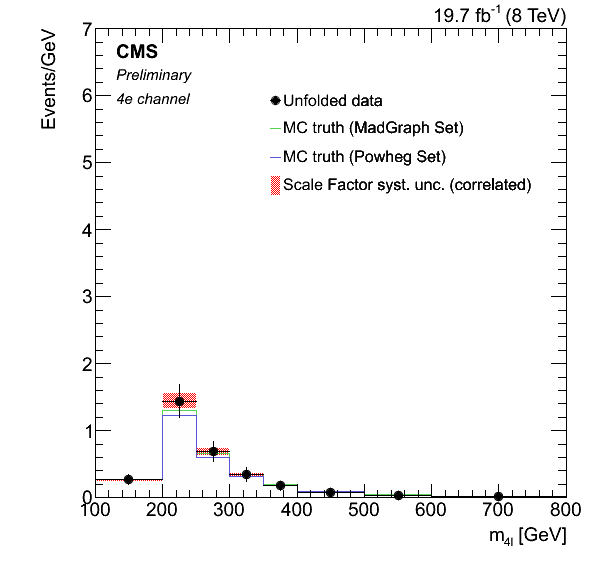 19.7 fb⁻¹ (8 TeV)
Events/GeV
CMS
Preliminary
4e channel
Unfolded data
MC truth (MadGraph Set)
MC truth (Powheg Set)
Scale Factor syst. unc. (correlated)
7
6
5
4
3
2
1
0
100 200 300 400 500 600 700 800
m4l [GeV]